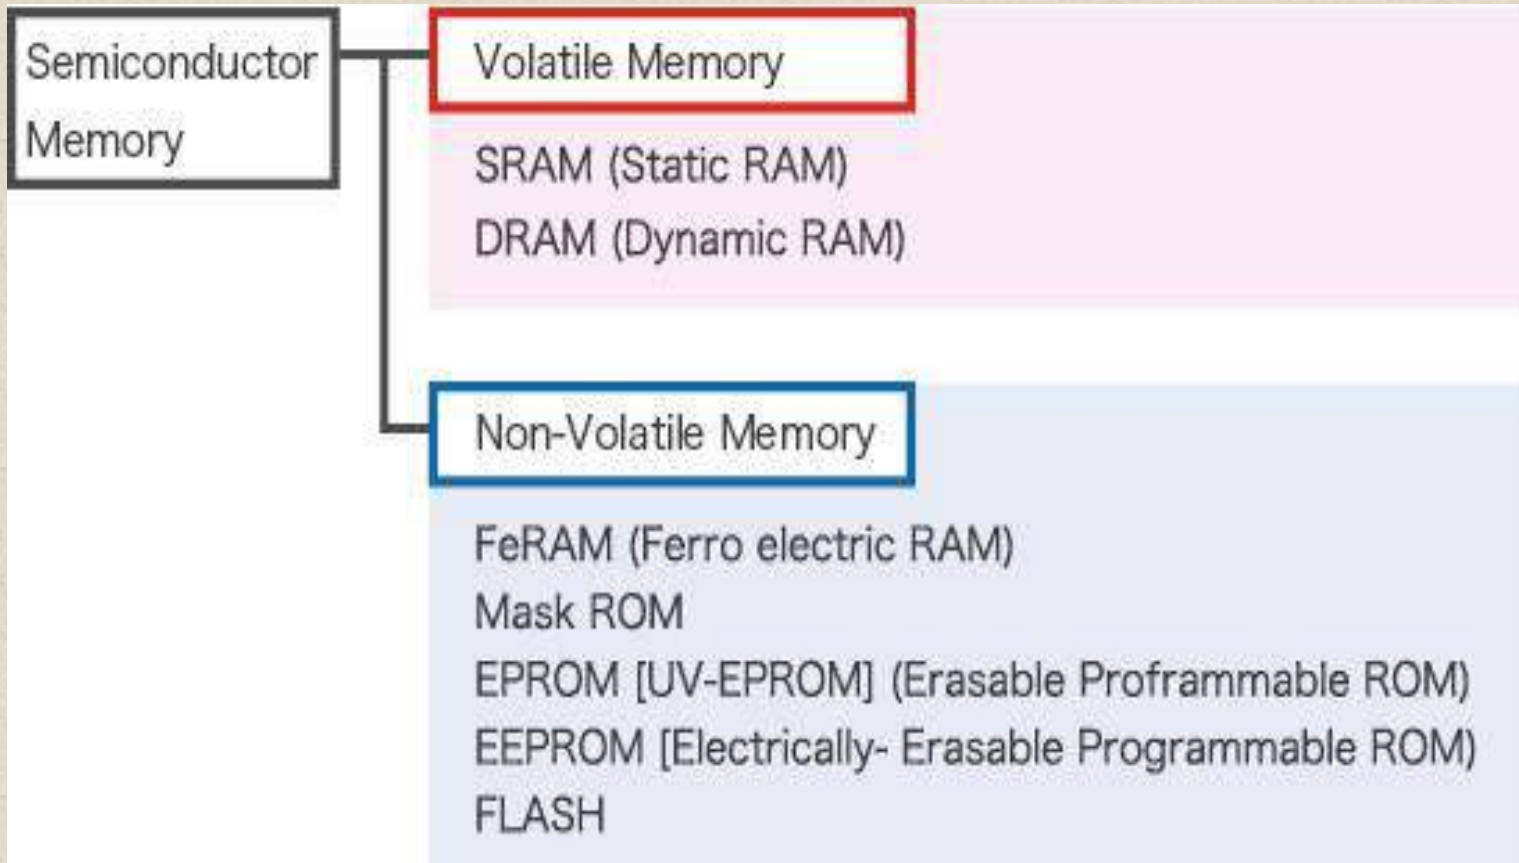 Semiconductor
Memory
Volatile Memory
SRAM (Static RAM)
DRAM (Dynamic RAM)
Non-Volatile Memory
FeRAM (Ferro electric RAM)
Mask ROM
EPROM [UV-EPROM] (Erasable Proframmable ROM)
EEPROM [Electrically- Erasable Programmable ROM)
FLASH